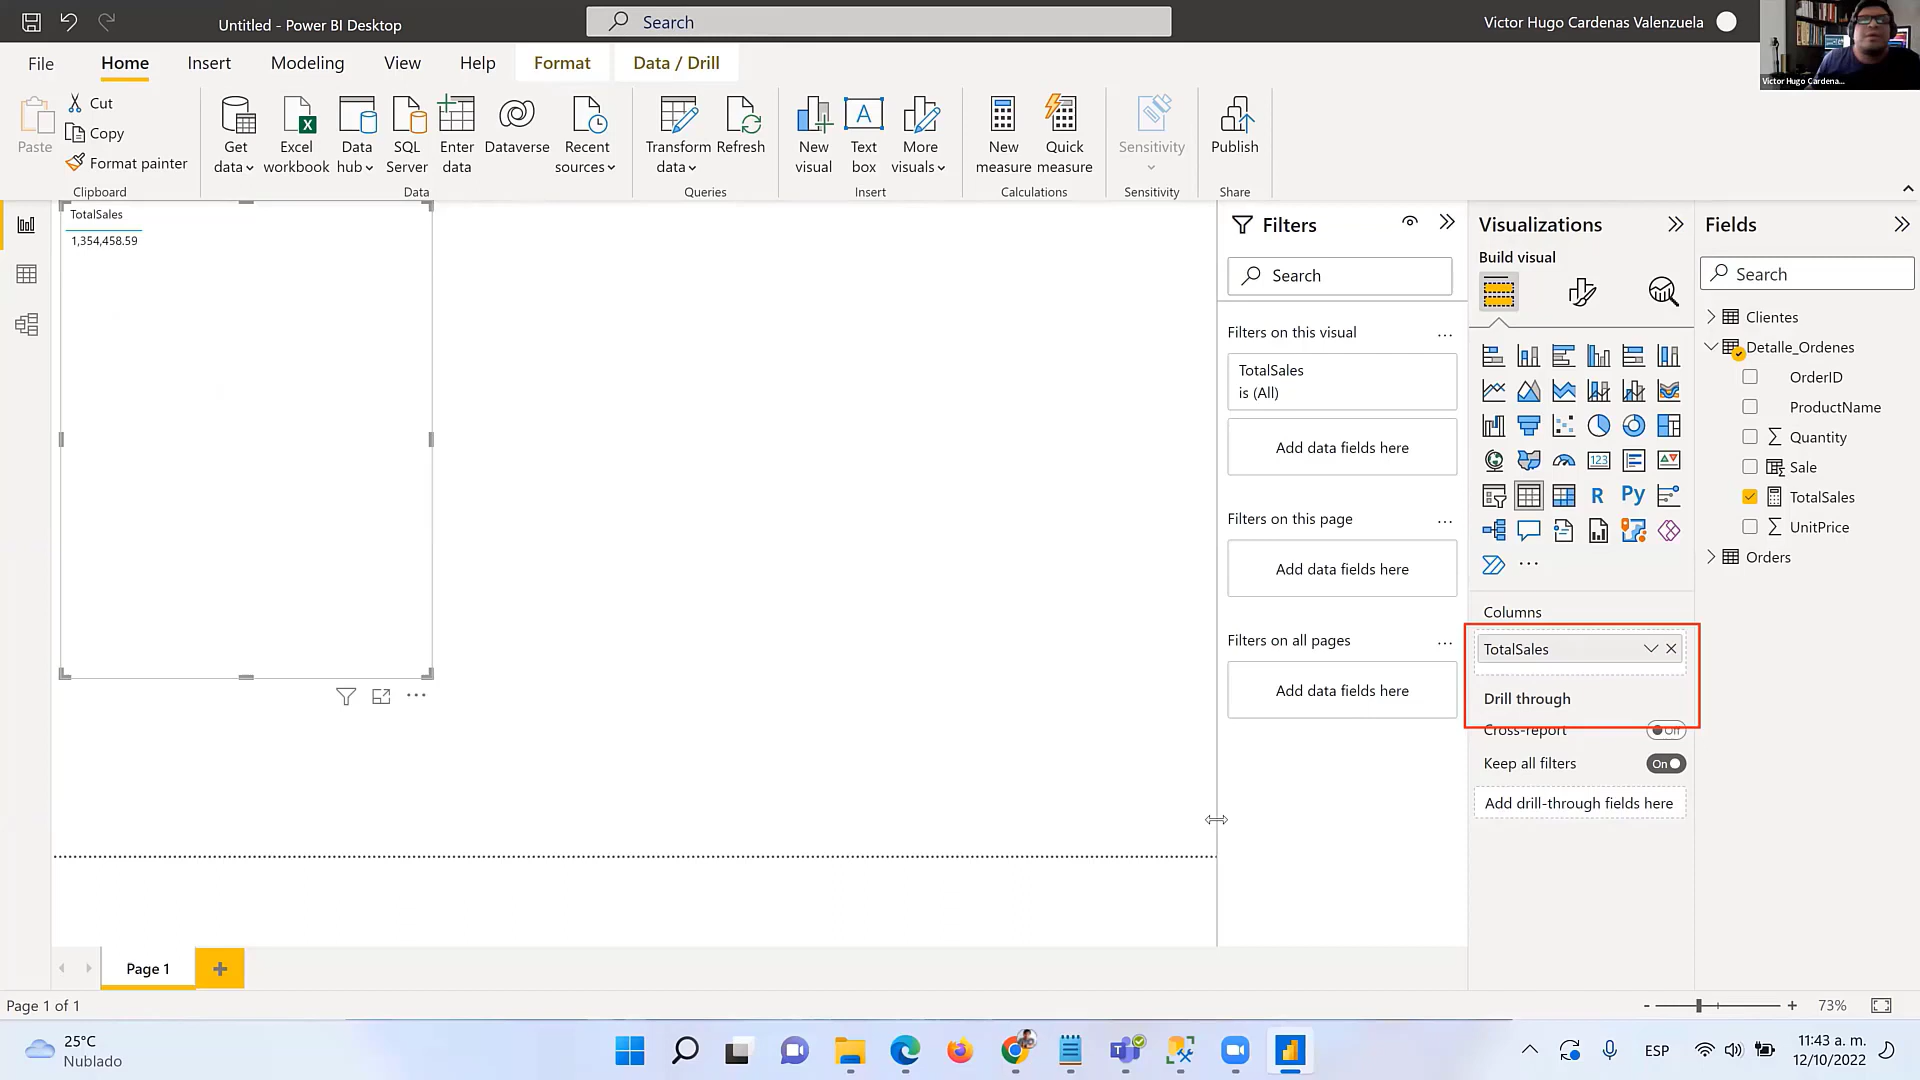 Untitled - Power BI Desktop
Search
Victor Hugo Cardenas Valenzuela
Victor Hugo Cardena...
File
Home
Insert
Modeling
View
Help
Format
Data / Drill
Paste
Cut
Copy
Format painter
Clipboard
Get data
Excel workbook
Data hub
SQL Server
Enter data
Dataverse
Recent sources
Data
Transform data
Refresh
Queries
New visual
Text box
More visuals
Insert
New measure
Quick measure
Calculations
Sensitivity
Sensitivity
Publish
Share
TotalSales
1,354,458.59
Filters
Search
Filters on this visual
TotalSales
is (All)
Add data fields here
Filters on this page
Add data fields here
Filters on all pages
Add data fields here
Visualizations
Build visual
123
R
Py
Columns
TotalSales
Drill through
Cross-report
Off
Keep all filters
On
Add drill-through fields here
Fields
Search
Clientes
Detalle_Ordenes
OrderID
ProductName
Quantity
Sale
TotalSales
UnitPrice
Orders
Page 1
Page 1 of 1
- + 73%
25°C
Nublado
ESP
11:43 a. m.
12/10/2022